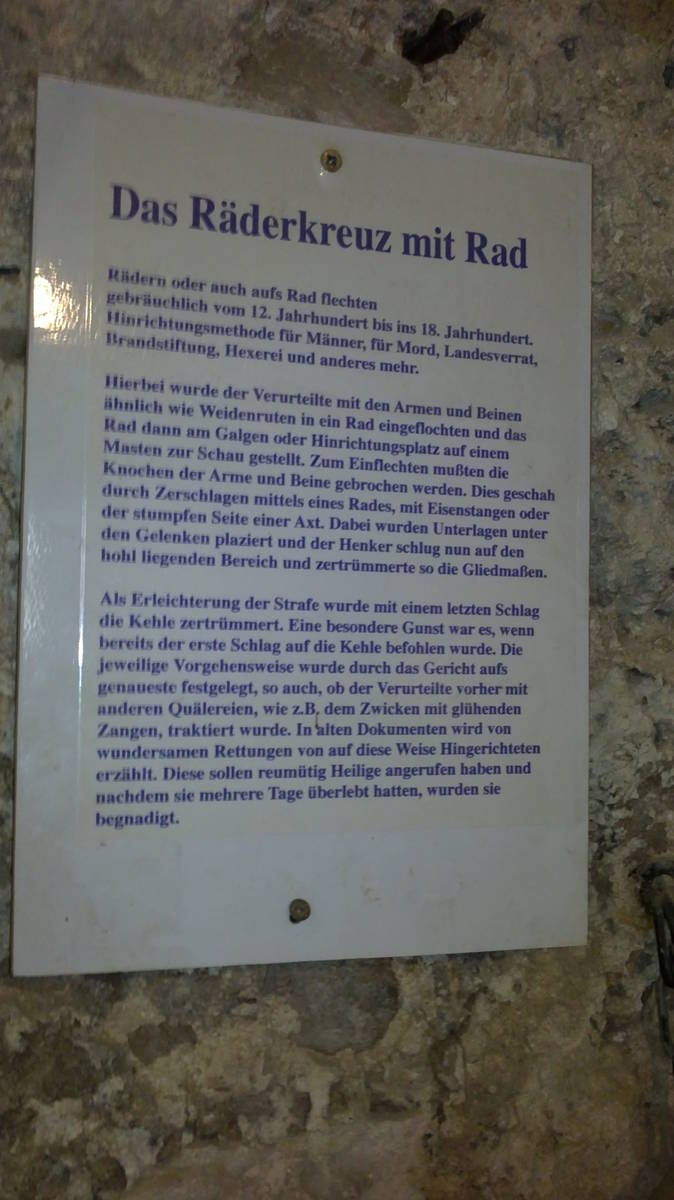 Das Räderkreuz mit Rad
Rädern oder auch aufs Rad flechten
gebräuchlich vom 12. Jahrhundert bis ins 18. Jahrhundert.
Hinrichtungsmethode für Männer, für Mord, Landesverrat,
Brandstiftung, Hexerei und anderes mehr.
Hierbei wurde der Verurteilte mit den Armen und Beinen
ähnlich wie Weidenruten in ein Rad eingeflochten und das
Rad dann am Galgen oder Hinrichtungsplatz auf einem
Masten zur Schau gestellt. Zum Einflechten mußten die
Knochen der Arme und Beine gebrochen werden. Dies geschah
durch Zerschlagen mittels eines Rades, mit Eisenstangen oder
der stumpfen Seite einer Axt. Dabei wurden Unterlagen unter
den Gelenken plaziert und der Henker schlug nun auf den
hohl liegenden Bereich und zertrümmerte so die Gliedmaßen.
Als Erleichterung der Strafe wurde mit einem letzten Schlag
die Kehle zertrümmert. Eine besondere Gunst war es, wenn
bereits der erste Schlag auf die Kehle befohlen wurde. Die
jeweilige Vorgehensweise wurde durch das Gericht aufs
genaueste festgelegt, so auch, ob der Verurteilte vorher mit
anderen Quälereien, wie z.B. dem Zwicken mit glühenden
Zangen, traktiert wurde. In alten Dokumenten wird von
wundersamen Rettungen von auf diese Weise Hingerichteten
erzählt. Diese sollen reumütig Heilige angerufen haben und
nachdem sie mehrere Tage überlebt hatten, wurden sie
begnadigt.